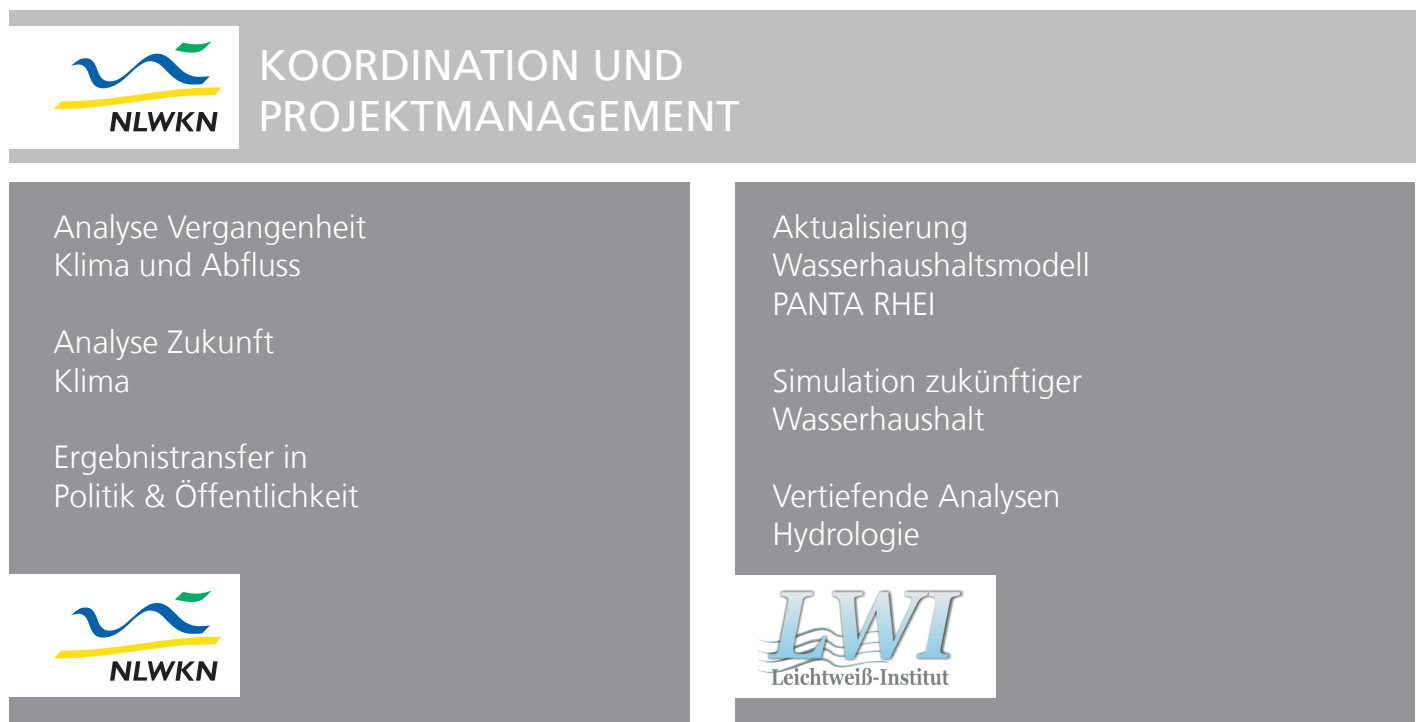 NLWKN
KOORDINATION UND
PROJEKTMANAGEMENT
Analyse Vergangenheit
Klima und Abfluss
Analyse Zukunft
Klima
Ergebnistransfer in
Politik & Öffentlichkeit
NLWKN
Aktualisierung
Wasserhaushaltsmodell
PANTA RHEI
Simulation zukünftiger
Wasserhaushalt
Vertiefende Analysen
Hydrologie
LWI
Leichtweiß-Institut